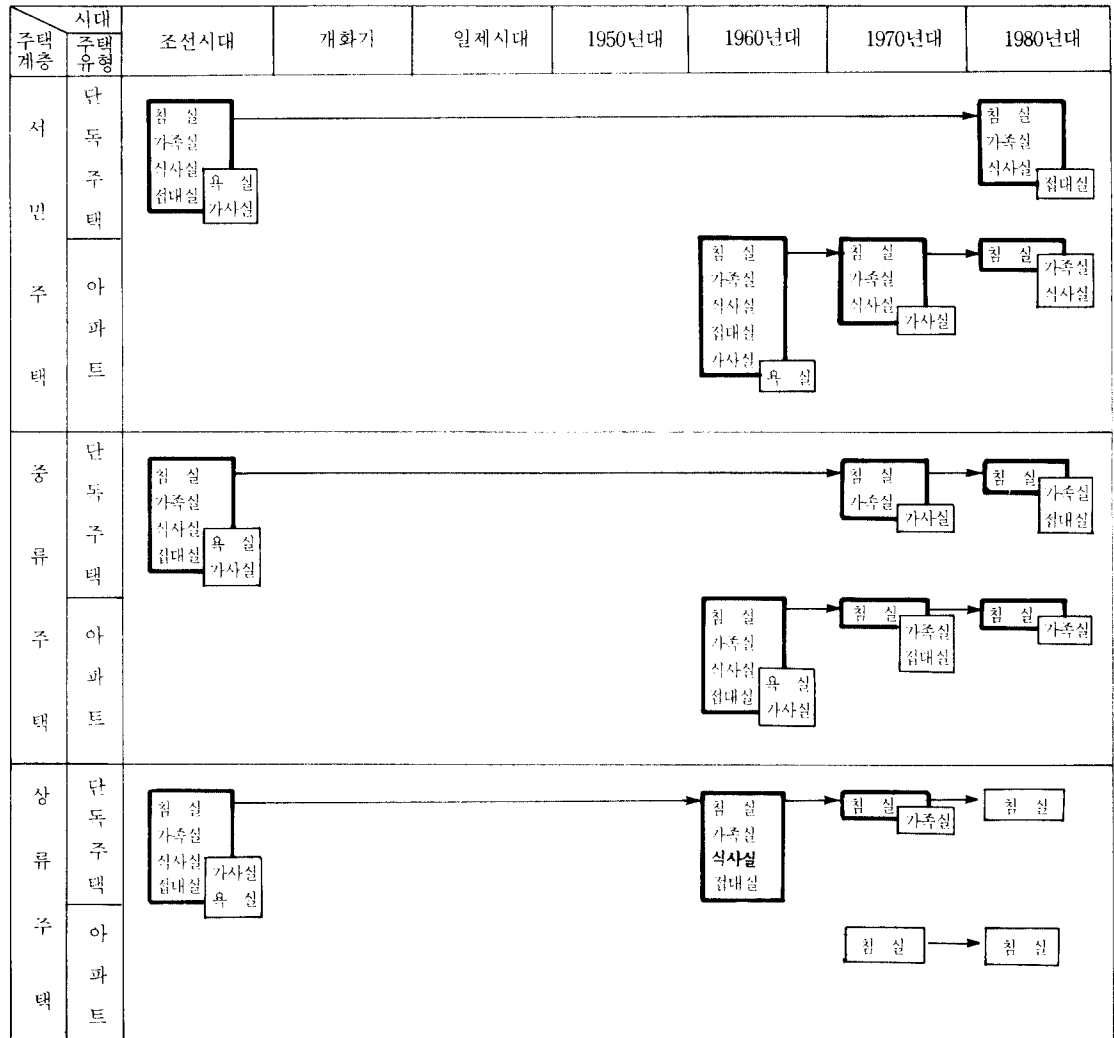 시대
주택계층
주택유형
조선시대
개화기
일제시대
1950년대
1960년대
1970년대
1980년대
서민주택
단독주택
침 실
가족실
식사실
접대실
욕 실
가사실
침 실
가족실
식사실
접대실
아파트
침 실
가족실
식사실
접대실
가사실
욕 실
침 실
가족실
식사실
가사실
침 실
가족실
식사실
중류주택
단독주택
침 실
가족실
식사실
접대실
욕 실
가사실
침 실
가족실
가사실
침 실
가족실
접대실
아파트
침 실
가족실
식사실
접대실
욕 실
가사실
침 실
가족실
접대실
침 실
가족실
상류주택
단독주택
침 실
가족실
식사실
접대실
가사실
욕 실
침 실
가족실
식사실
접대실
침 실
가족실
침 실
아파트
침 실
침 실